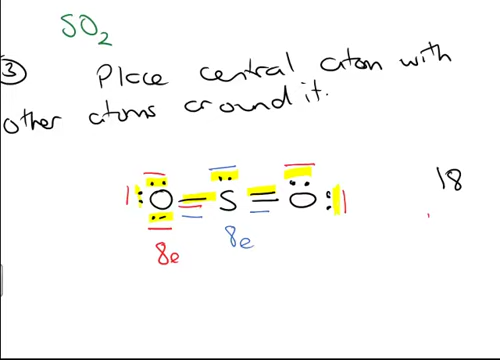 SO2
③ Place central atom with
other atoms around it.
:O - S = O:
18
8e
8e